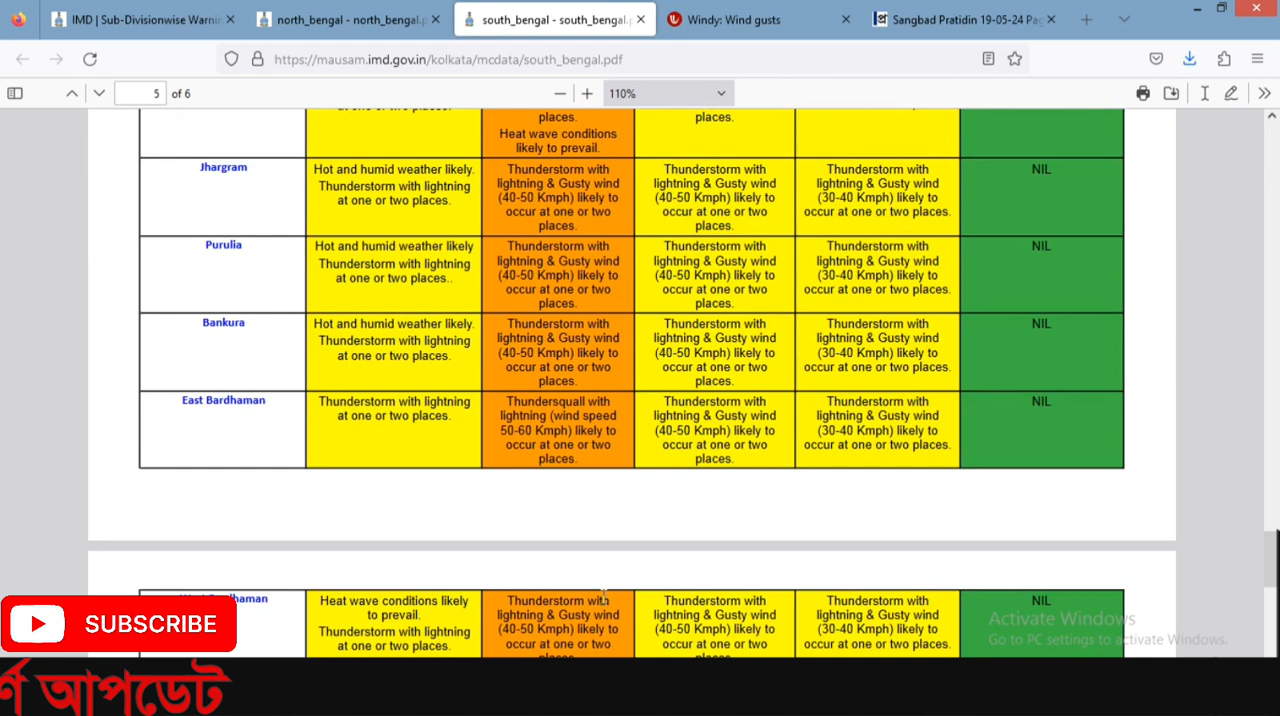 IMD | Sub-Divisionwise Warnin
north_bengal - north_bengal.p
south_bengal - south_bengal.p
Windy: Wind gusts
Sangbad Pratidin 19-05-24 Pag
https://mausam.imd.gov.in/kolkata/mcdata/south_bengal.pdf
5 of 6
110%
at one or two places.
places.
Heat wave conditions
likely to prevail.
places.
Jhargram
Hot and humid weather likely.
Thunderstorm with lightning
at one or two places.
Thunderstorm with
lightning & Gusty wind
(40-50 Kmph) likely to
occur at one or two
places.
Thunderstorm with
lightning & Gusty wind
(40-50 Kmph) likely to
occur at one or two
places.
Thunderstorm with
lightning & Gusty wind
(30-40 Kmph) likely to
occur at one or two places.
NIL
Purulia
Hot and humid weather likely
Thunderstorm with lightning
at one or two places..
Thunderstorm with
lightning & Gusty wind
(40-50 Kmph) likely to
occur at one or two
places.
Thunderstorm with
lightning & Gusty wind
(40-50 Kmph) likely to
occur at one or two
places.
Thunderstorm with
lightning & Gusty wind
(30-40 Kmph) likely to
occur at one or two places.
NIL
Bankura
Hot and humid weather likely.
Thunderstorm with lightning
at one or two places.
Thunderstorm with
lightning & Gusty wind
(40-50 Kmph) likely to
occur at one or two
places.
Thunderstorm with
lightning & Gusty wind
(40-50 Kmph) likely to
occur at one or two
places.
Thunderstorm with
lightning & Gusty wind
(30-40 Kmph) likely to
occur at one or two places.
NIL
East Bardhaman
Thunderstorm with lightning
at one or two places.
Thundersquall with
lightning (wind speed
50-60 Kmph) likely to
occur at one or two
places.
Thunderstorm with
lightning & Gusty wind
(40-50 Kmph) likely to
occur at one or two
places.
Thunderstorm with
lightning & Gusty wind
(30-40 Kmph) likely to
occur at one or two places.
NIL
Heat wave conditions likely
to prevail.
Thunderstorm with lightning
at one or two places.
Thunderstorm with
lightning & Gusty wind
(40-50 Kmph) likely to
occur at one or two
Thunderstorm with
lightning & Gusty wind
(40-50 Kmph) likely to
occur at one or two
Thunderstorm with
lightning & Gusty wind
(30-40 Kmph) likely to
occur at one or two places.
NIL
Activate Windows
Go to PC settings to activate Windows.
SUBSCRIBE
আপডেট